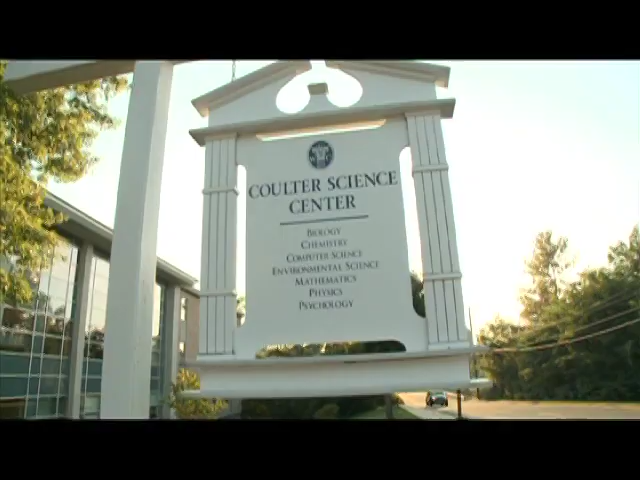 COULTER SCIENCE
CENTER
BIOLOGY
CHEMISTRY
COMPUTER SCIENCE
ENVIRONMENTAL SCIENCE
MATHEMATICS
PHYSICS
PSYCHOLOGY